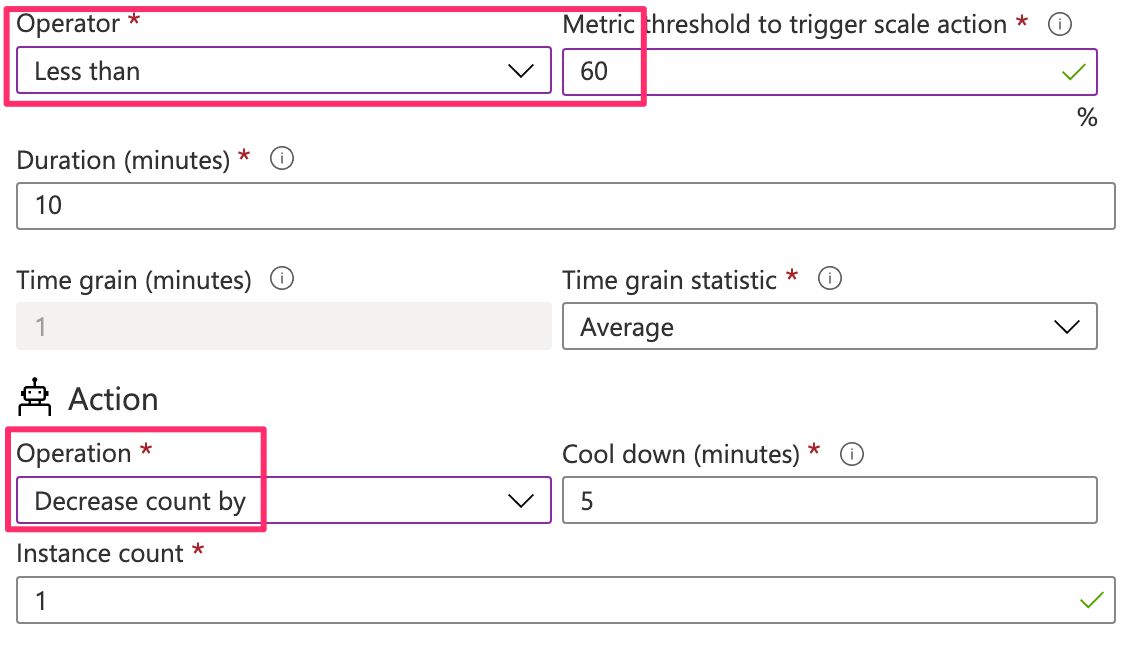 Operator *
Metric threshold to trigger scale action *
Less than
60
%
Duration (minutes) *
10
Time grain (minutes)
Time grain statistic *
1
Average
Action
Operation *
Cool down (minutes) *
Decrease count by
5
Instance count *
1